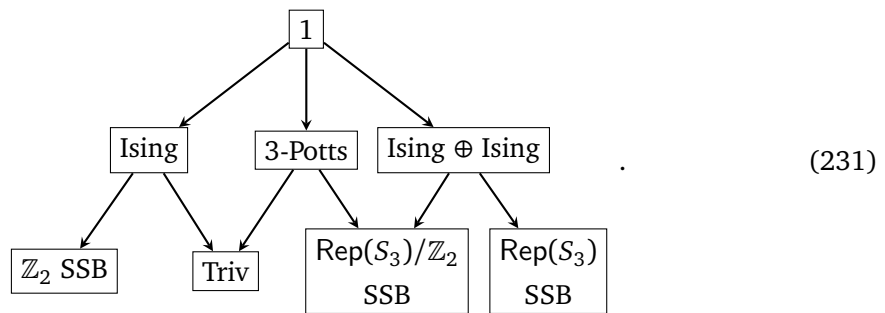 1
Ising
3-Potts
Ising ⊕ Ising
. (231)
ℤ₂ SSB
Triv
Rep(S₃)/ℤ₂
SSB
Rep(S₃)
SSB